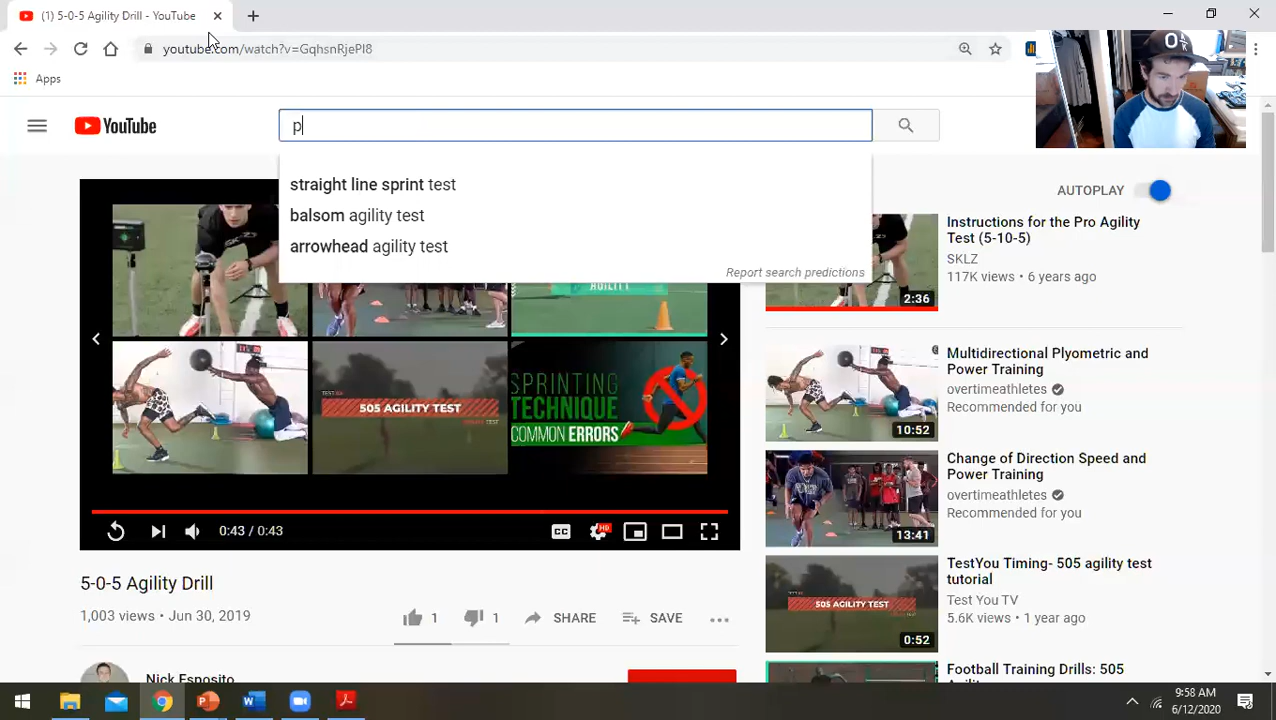 (1) 5-0-5 Agility Drill - YouTube
youtube.com/watch?v=GqhsnRjePl8
Apps
YouTube
p
straight line sprint test
balsom agility test
arrowhead agility test
Report search predictions
AUTOPLAY
Instructions for the Pro Agility
Test (5-10-5)
SKLZ
117K views • 6 years ago
2:36
AGILITY
505 AGILITY TEST
SPRINTING
TECHNIQUE
COMMON ERRORS
Multidirectional Plyometric and
Power Training
overtimeathletes
Recommended for you
10:52
Change of Direction Speed and
Power Training
overtimeathletes
Recommended for you
13:41
0:43 / 0:43
CC
HD
5-0-5 Agility Drill
1,003 views • Jun 30, 2019
1
1
SHARE
SAVE
TestYou Timing- 505 agility test
tutorial
Test You TV
5.6K views • 1 year ago
505 AGILITY TEST
0:52
Football Training Drills: 505
Nick Esposito
9:58 AM
6/12/2020